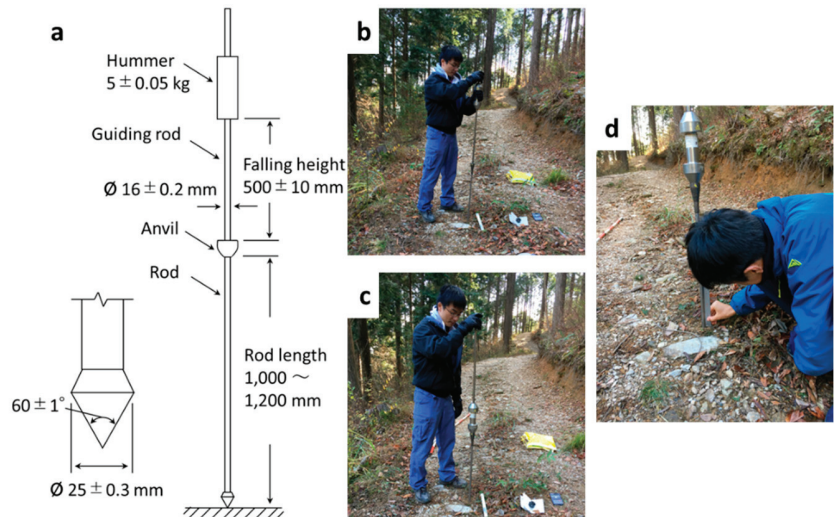 a
Hummer
5 ± 0.05 kg
Guiding rod
Falling height
500 ± 10 mm
Ø 16 ± 0.2 mm
Anvil
Rod
Rod length
1,000 ～
1,200 mm
60 ± 1°
Ø 25 ± 0.3 mm
b
c
d